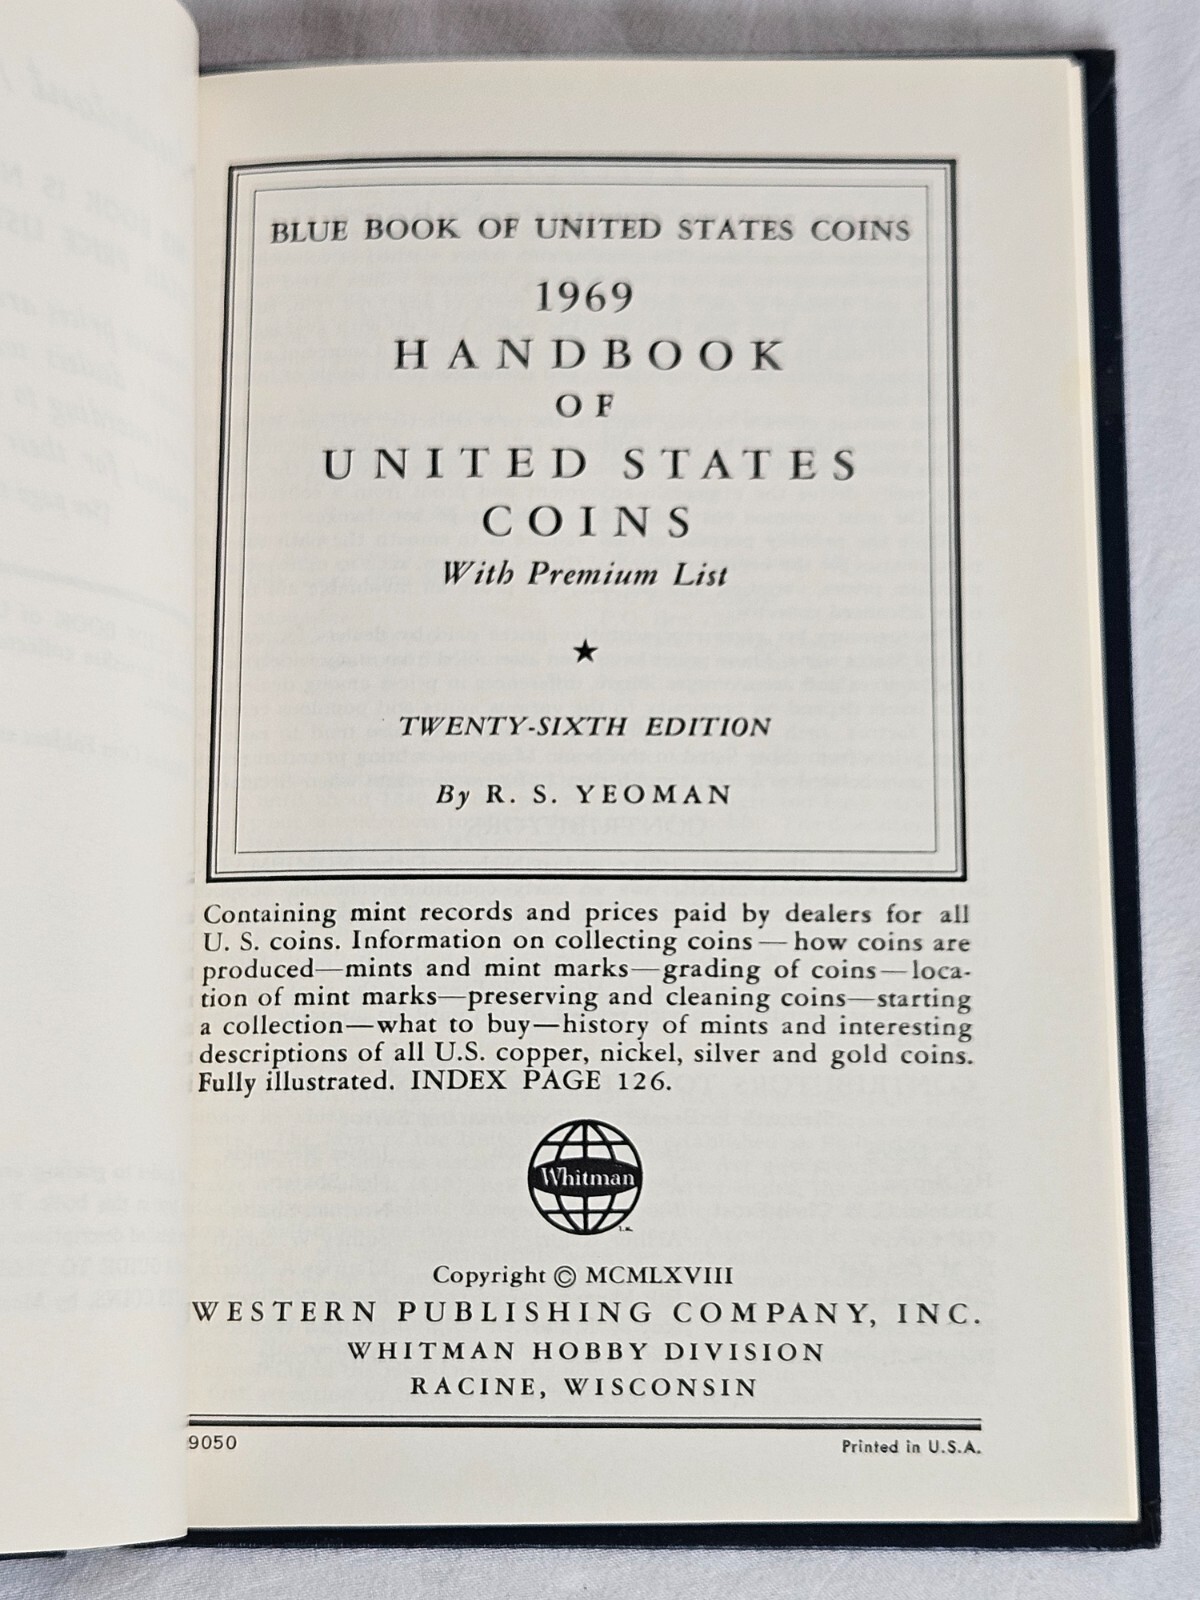 BLUE BOOK OF UNITED STATES COINS
1969
HANDBOOK
OF
UNITED STATES
COINS
With Premium List
★
TWENTY-SIXTH EDITION
By R. S. YEOMAN
Containing mint records and prices paid by dealers for all
U. S. coins. Information on collecting coins — how coins are
produced—mints and mint marks—grading of coins—loca-
tion of mint marks—preserving and cleaning coins—starting
a collection—what to buy—history of mints and interesting
descriptions of all U.S. copper, nickel, silver and gold coins.
Fully illustrated. INDEX PAGE 126.
Whitman
Copyright © MCMLXVIII
WESTERN PUBLISHING COMPANY, INC.
WHITMAN HOBBY DIVISION
RACINE, WISCONSIN
9050
Printed in U.S.A.